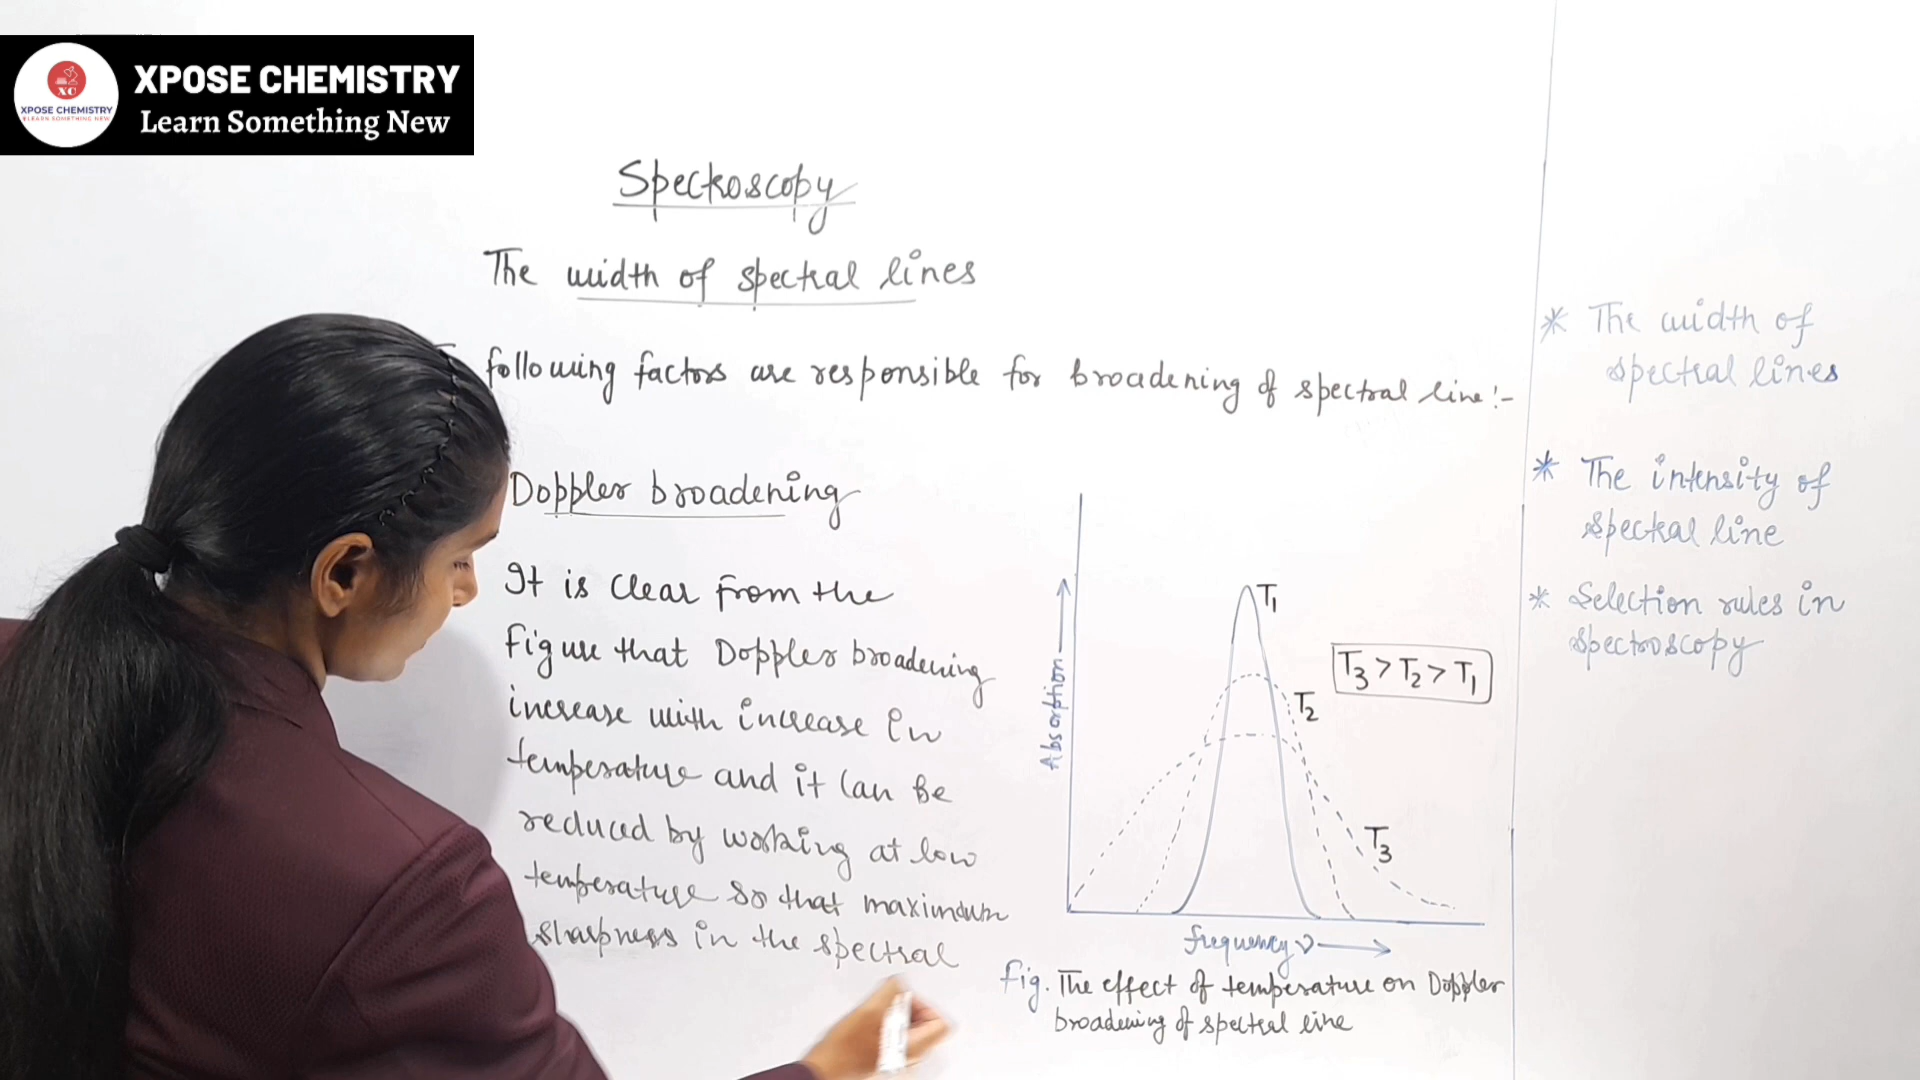 XPOSE CHEMISTRY
Learn Something New
XC
XPOSE CHEMISTRY
LEARN SOMETHING NEW
Spectroscopy
The width of spectral lines
following factors are responsible for broadening of spectral line:-
Doppler broadening
It is clear from the
figure that Doppler broadening
increase with increase in
temperature and it can be
reduced by working at low
temperature so that maximum
sharpness in the spectral
Absorption
T₁
T₂
T₃
T₃ > T₂ > T₁
frequency ν
Fig. The effect of temperature on Doppler
broadening of spectral line
* The width of
spectral lines
* The intensity of
spectral line
* Selection rules in
spectroscopy